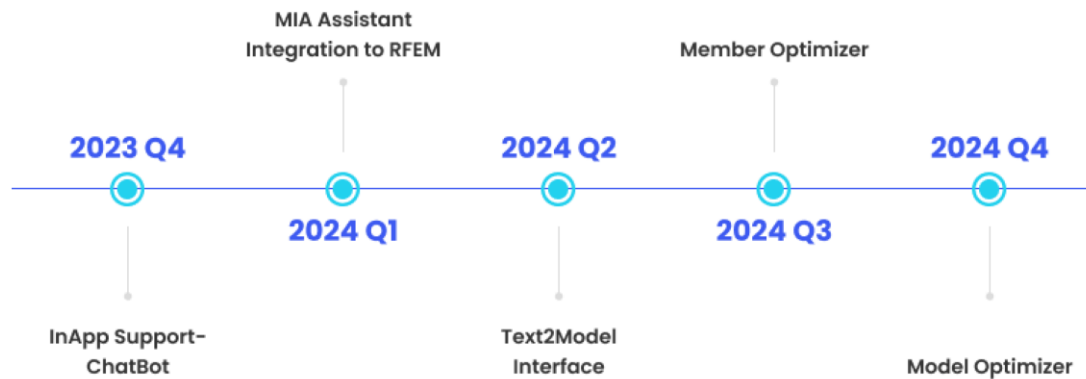 MIA Assistant
Integration to RFEM
Member Optimizer
2023 Q4
2024 Q2
2024 Q4
2024 Q1
2024 Q3
InApp Support-
ChatBot
Text2Model
Interface
Model Optimizer